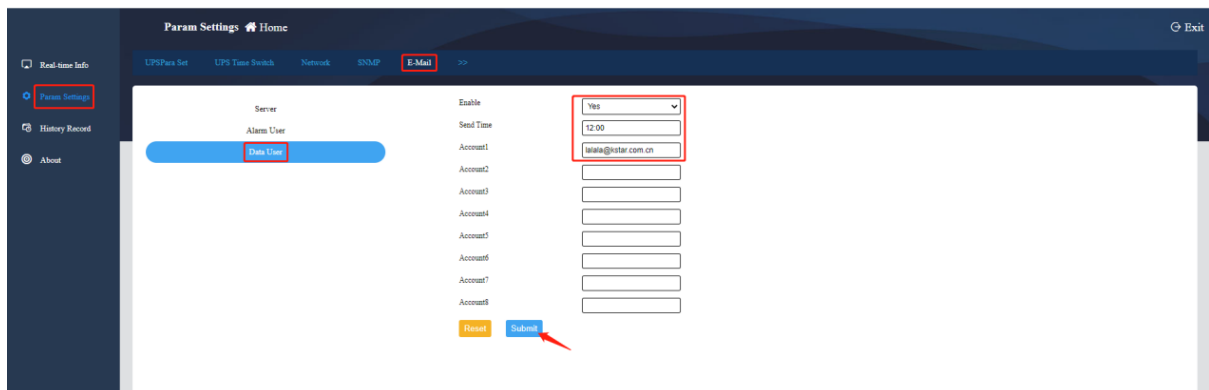 Param Settings Home
Exit
Real-time Info
Param Settings
History Record
About
UPSPara Set UPS Time Switch Network SNMP E-Mail >>
Server
Alarm User
Data User
Enable Yes
Send Time 12:00
Account1 lalala@kstar.com.cn
Account2
Account3
Account4
Account5
Account6
Account7
Account8
Reset Submit